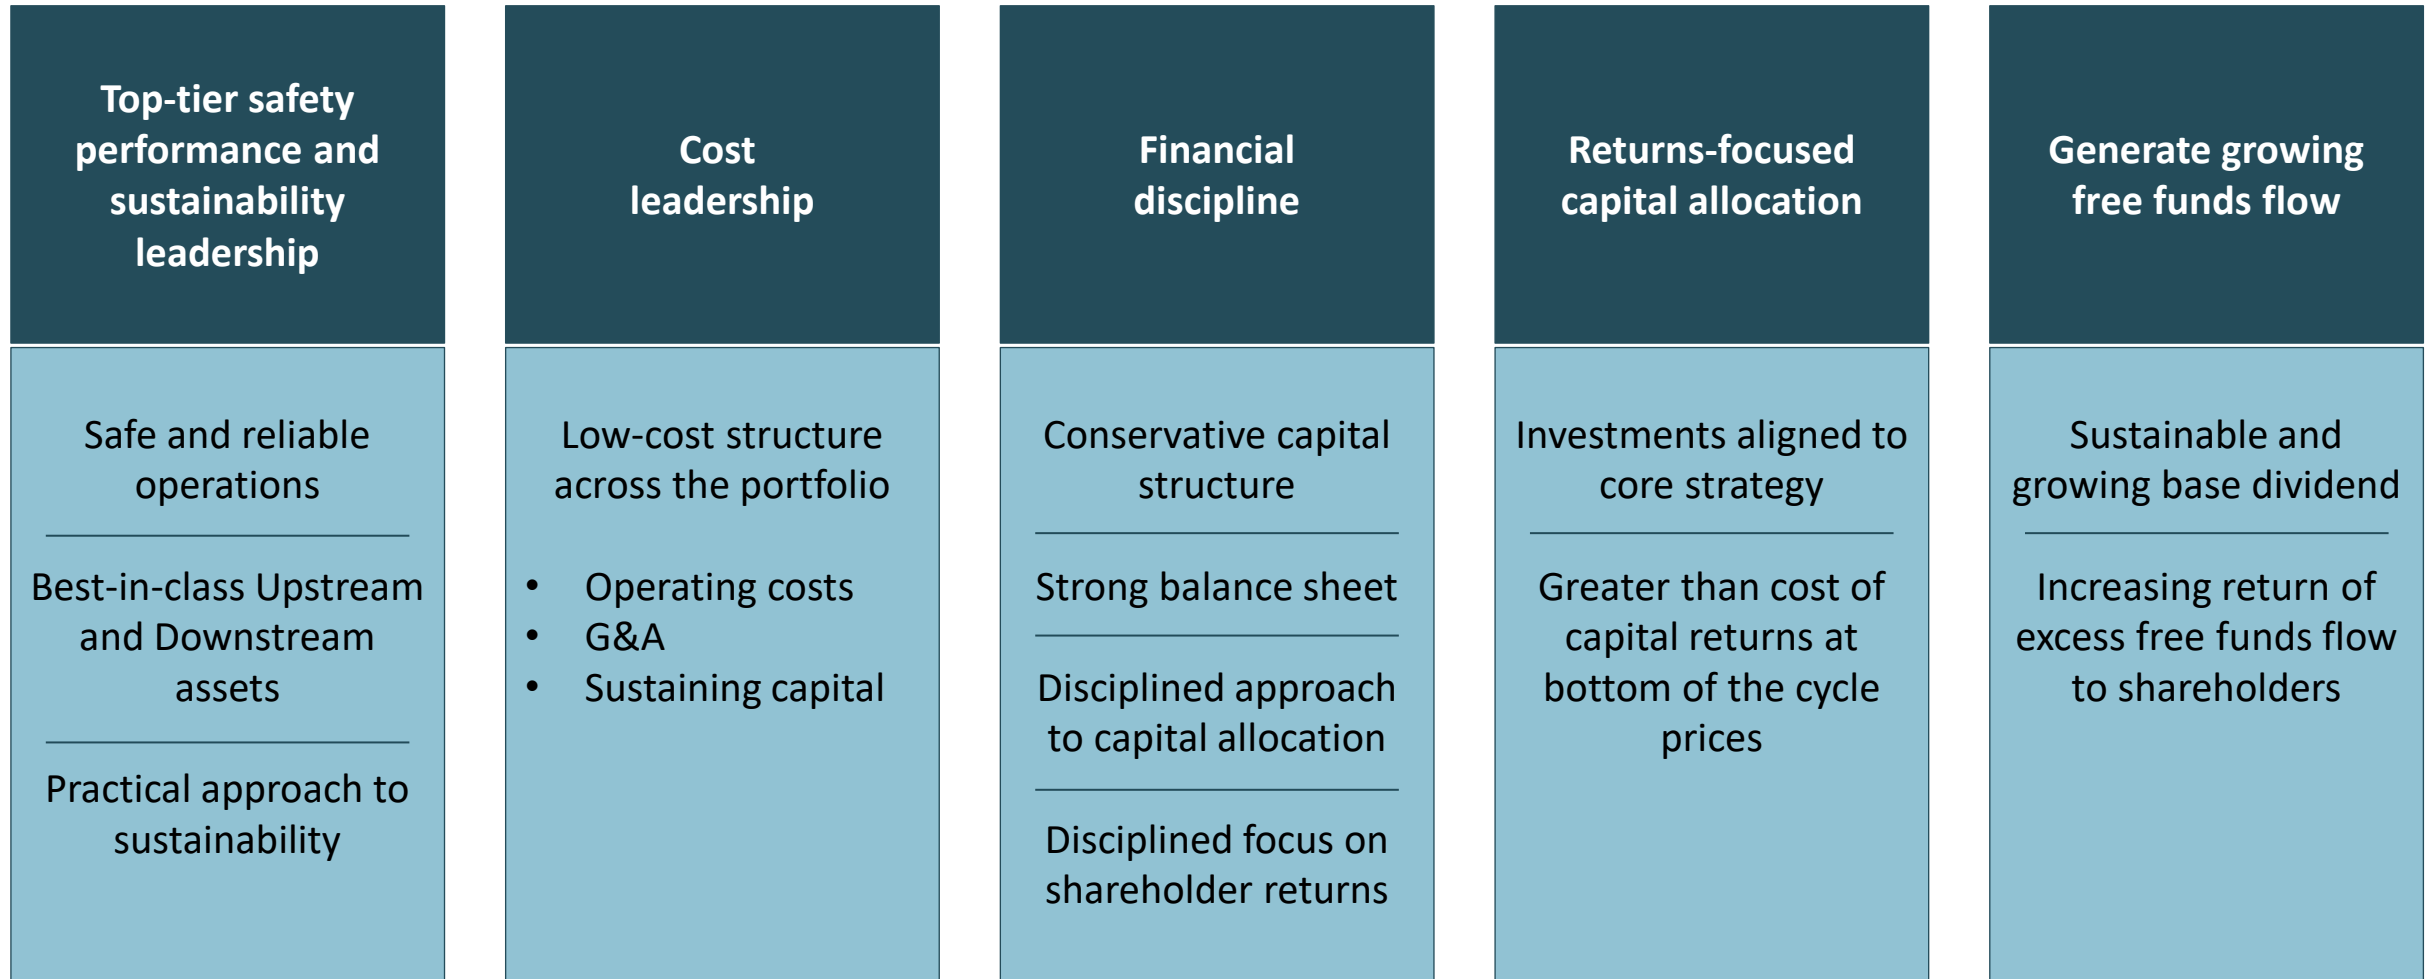 Top-tier safety
performance and
sustainability
leadership
Safe and reliable
operations
Best-in-class Upstream
and Downstream
assets
Practical approach to
sustainability
Cost
leadership
Low-cost structure
across the portfolio
• Operating costs
• G&A
• Sustaining capital
Financial
discipline
Conservative capital
structure
Strong balance sheet
Disciplined approach
to capital allocation
Disciplined focus on
shareholder returns
Returns-focused
capital allocation
Investments aligned to
core strategy
Greater than cost of
capital returns at
bottom of the cycle
prices
Generate growing
free funds flow
Sustainable and
growing base dividend
Increasing return of
excess free funds flow
to shareholders